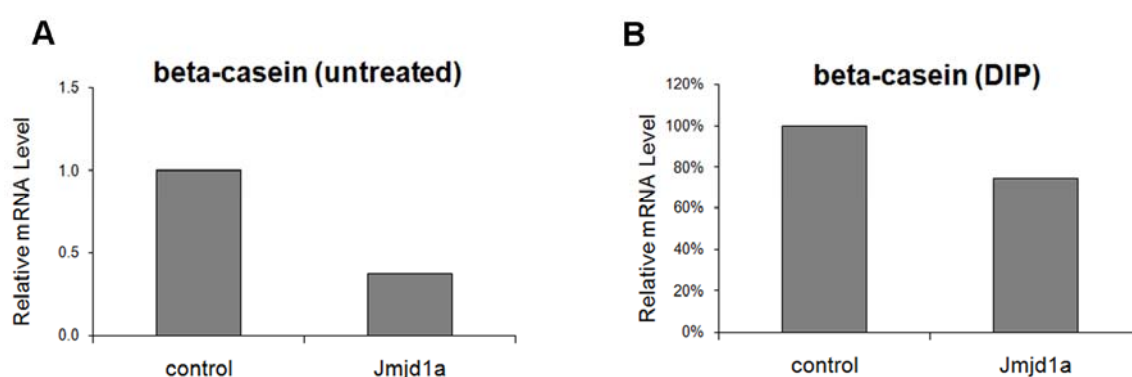 A
beta-casein (untreated)
Relative mRNA Level
1.5
1.0
0.5
0.0
control
Jmjd1a
B
beta-casein (DIP)
Relative mRNA Level
120%
100%
80%
60%
40%
20%
0%
control
Jmjd1a